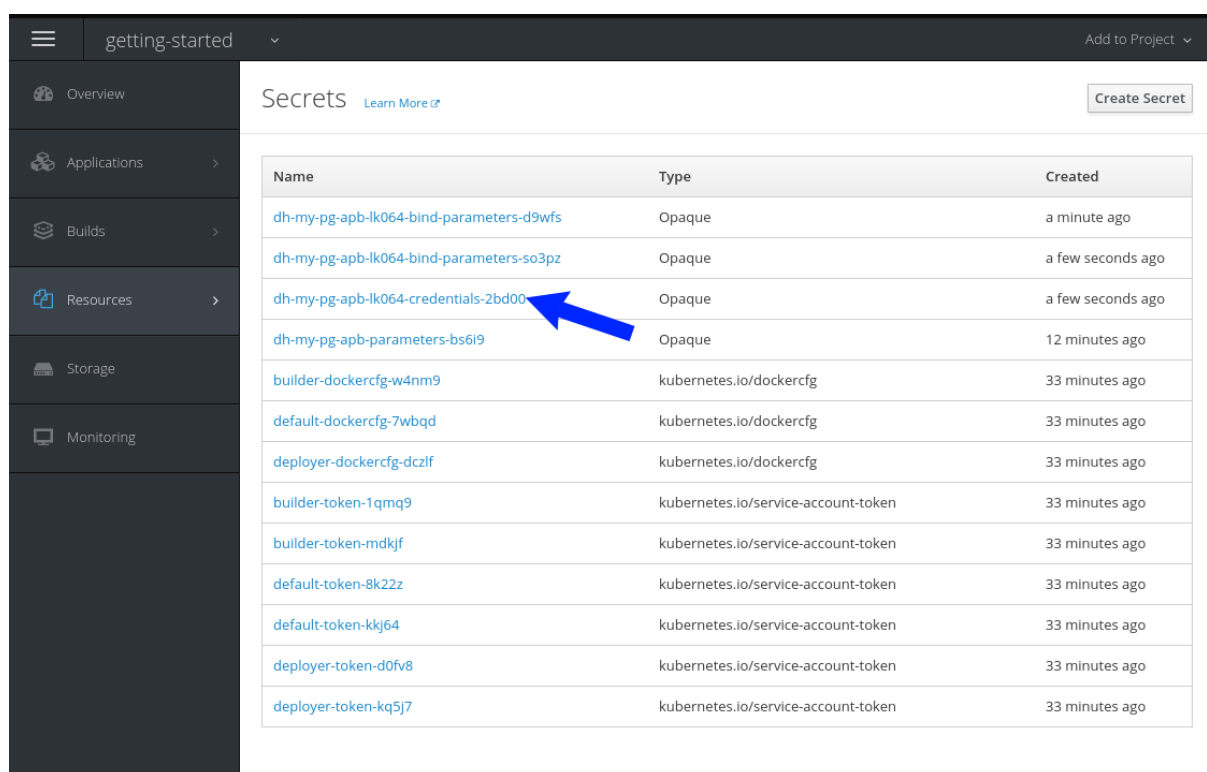 getting-started
Add to Project
Overview
Applications
Builds
Resources
Storage
Monitoring
Secrets Learn More
Create Secret
Name Type Created
dh-my-pg-apb-lk064-bind-parameters-d9wfs Opaque a minute ago
dh-my-pg-apb-lk064-bind-parameters-so3pz Opaque a few seconds ago
dh-my-pg-apb-lk064-credentials-2bd00 Opaque a few seconds ago
dh-my-pg-apb-parameters-bs6i9 Opaque 12 minutes ago
builder-dockercfg-w4nm9 kubernetes.io/dockercfg 33 minutes ago
default-dockercfg-7wbqd kubernetes.io/dockercfg 33 minutes ago
deployer-dockercfg-dczlf kubernetes.io/dockercfg 33 minutes ago
builder-token-1qmq9 kubernetes.io/service-account-token 33 minutes ago
builder-token-mdkjf kubernetes.io/service-account-token 33 minutes ago
default-token-8k22z kubernetes.io/service-account-token 33 minutes ago
default-token-kkj64 kubernetes.io/service-account-token 33 minutes ago
deployer-token-d0fv8 kubernetes.io/service-account-token 33 minutes ago
deployer-token-kq5j7 kubernetes.io/service-account-token 33 minutes ago